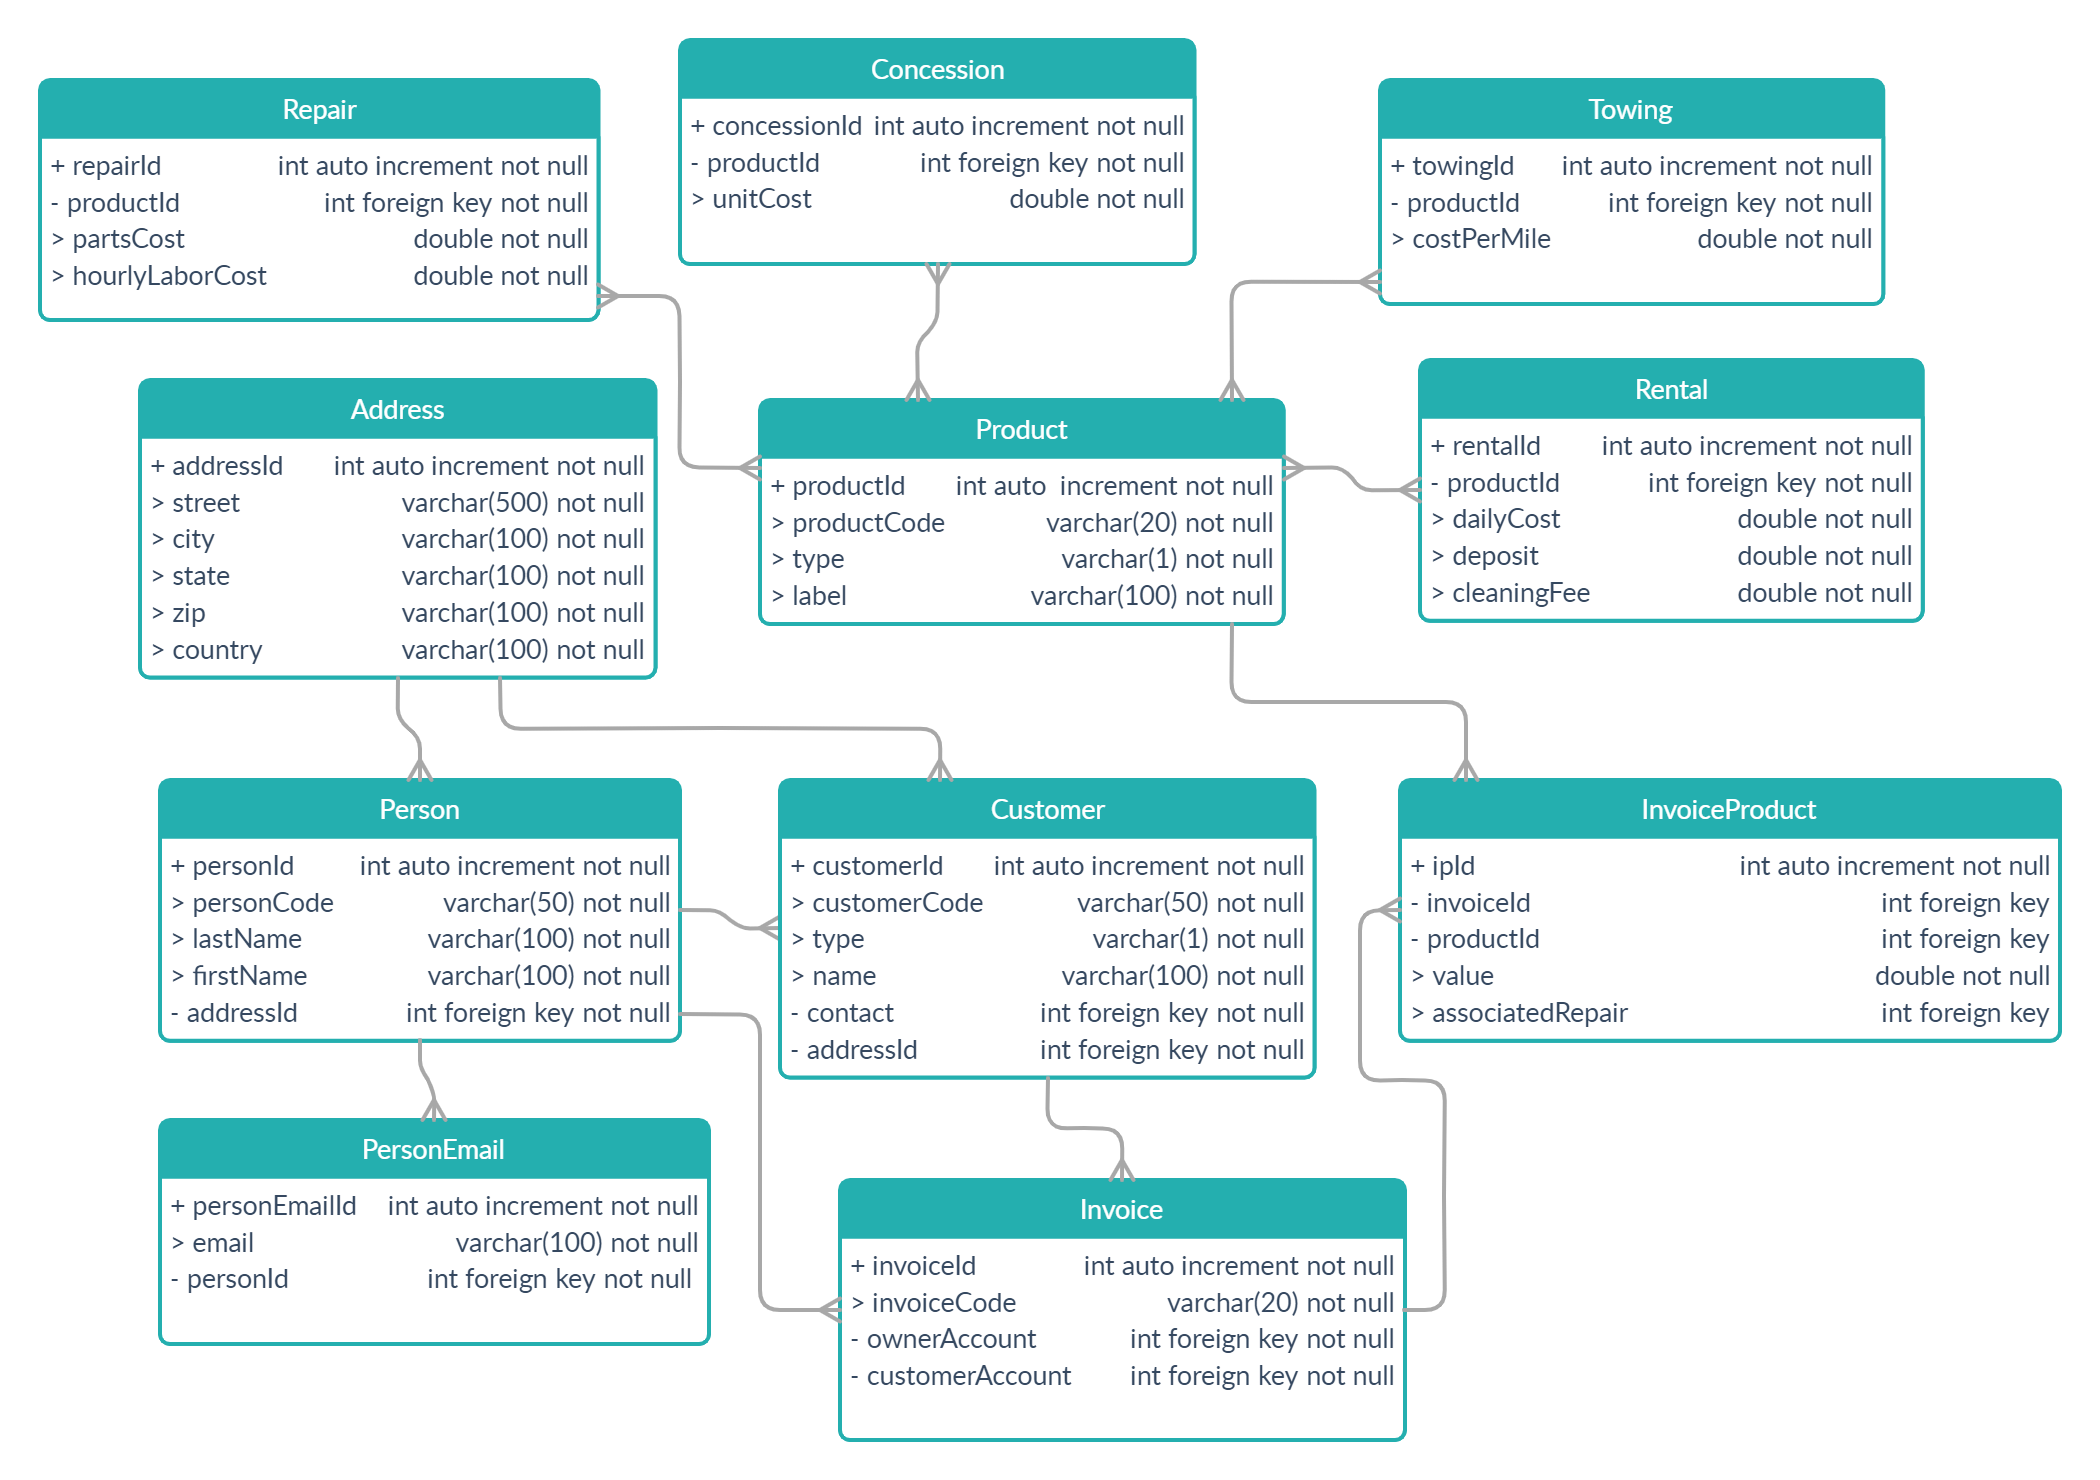 Concession
+ concessionId int auto increment not null
- productId int foreign key not null
> unitCost double not null
Repair
+ repairId int auto increment not null
- productId int foreign key not null
> partsCost double not null
> hourlyLaborCost double not null
Towing
+ towingId int auto increment not null
- productId int foreign key not null
> costPerMile double not null
Address
+ addressId int auto increment not null
> street varchar(500) not null
> city varchar(100) not null
> state varchar(100) not null
> zip varchar(100) not null
> country varchar(100) not null
Product
+ productId int auto increment not null
> productCode varchar(20) not null
> type varchar(1) not null
> label varchar(100) not null
Rental
+ rentalId int auto increment not null
- productId int foreign key not null
> dailyCost double not null
> deposit double not null
> cleaningFee double not null
Person
+ personId int auto increment not null
> personCode varchar(50) not null
> lastName varchar(100) not null
> firstName varchar(100) not null
- addressId int foreign key not null
Customer
+ customerId int auto increment not null
> customerCode varchar(50) not null
> type varchar(1) not null
> name varchar(100) not null
- contact int foreign key not null
- addressId int foreign key not null
InvoiceProduct
+ ipId int auto increment not null
- invoiceId int foreign key
- productId int foreign key
> value double not null
> associatedRepair int foreign key
PersonEmail
+ personEmailId int auto increment not null
> email varchar(100) not null
- personId int foreign key not null
Invoice
+ invoiceId int auto increment not null
> invoiceCode varchar(20) not null
- ownerAccount int foreign key not null
- customerAccount int foreign key not null